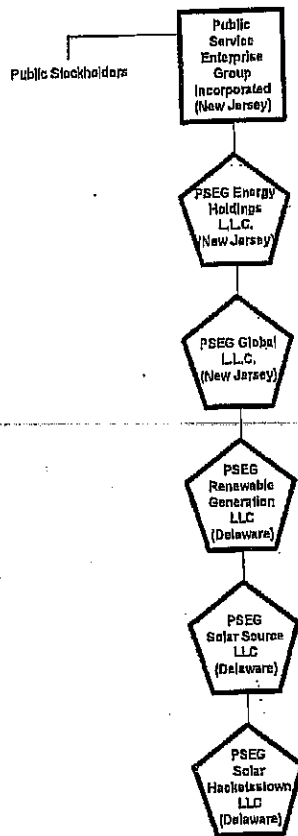 Public
Service
Enterprise
Group
Incorporated
(New Jersey)
Public Stockholders
PSEG Energy
Holdings
L.L.C.
(New Jersey)
PSEG Global
L.L.C.
(New Jersey)
PSEG
Renewable
Generation
LLC
(Delaware)
PSEG
Solar Source
LLC
(Delaware)
PSEG
Solar
Hackettstown
LLC
(Delaware)